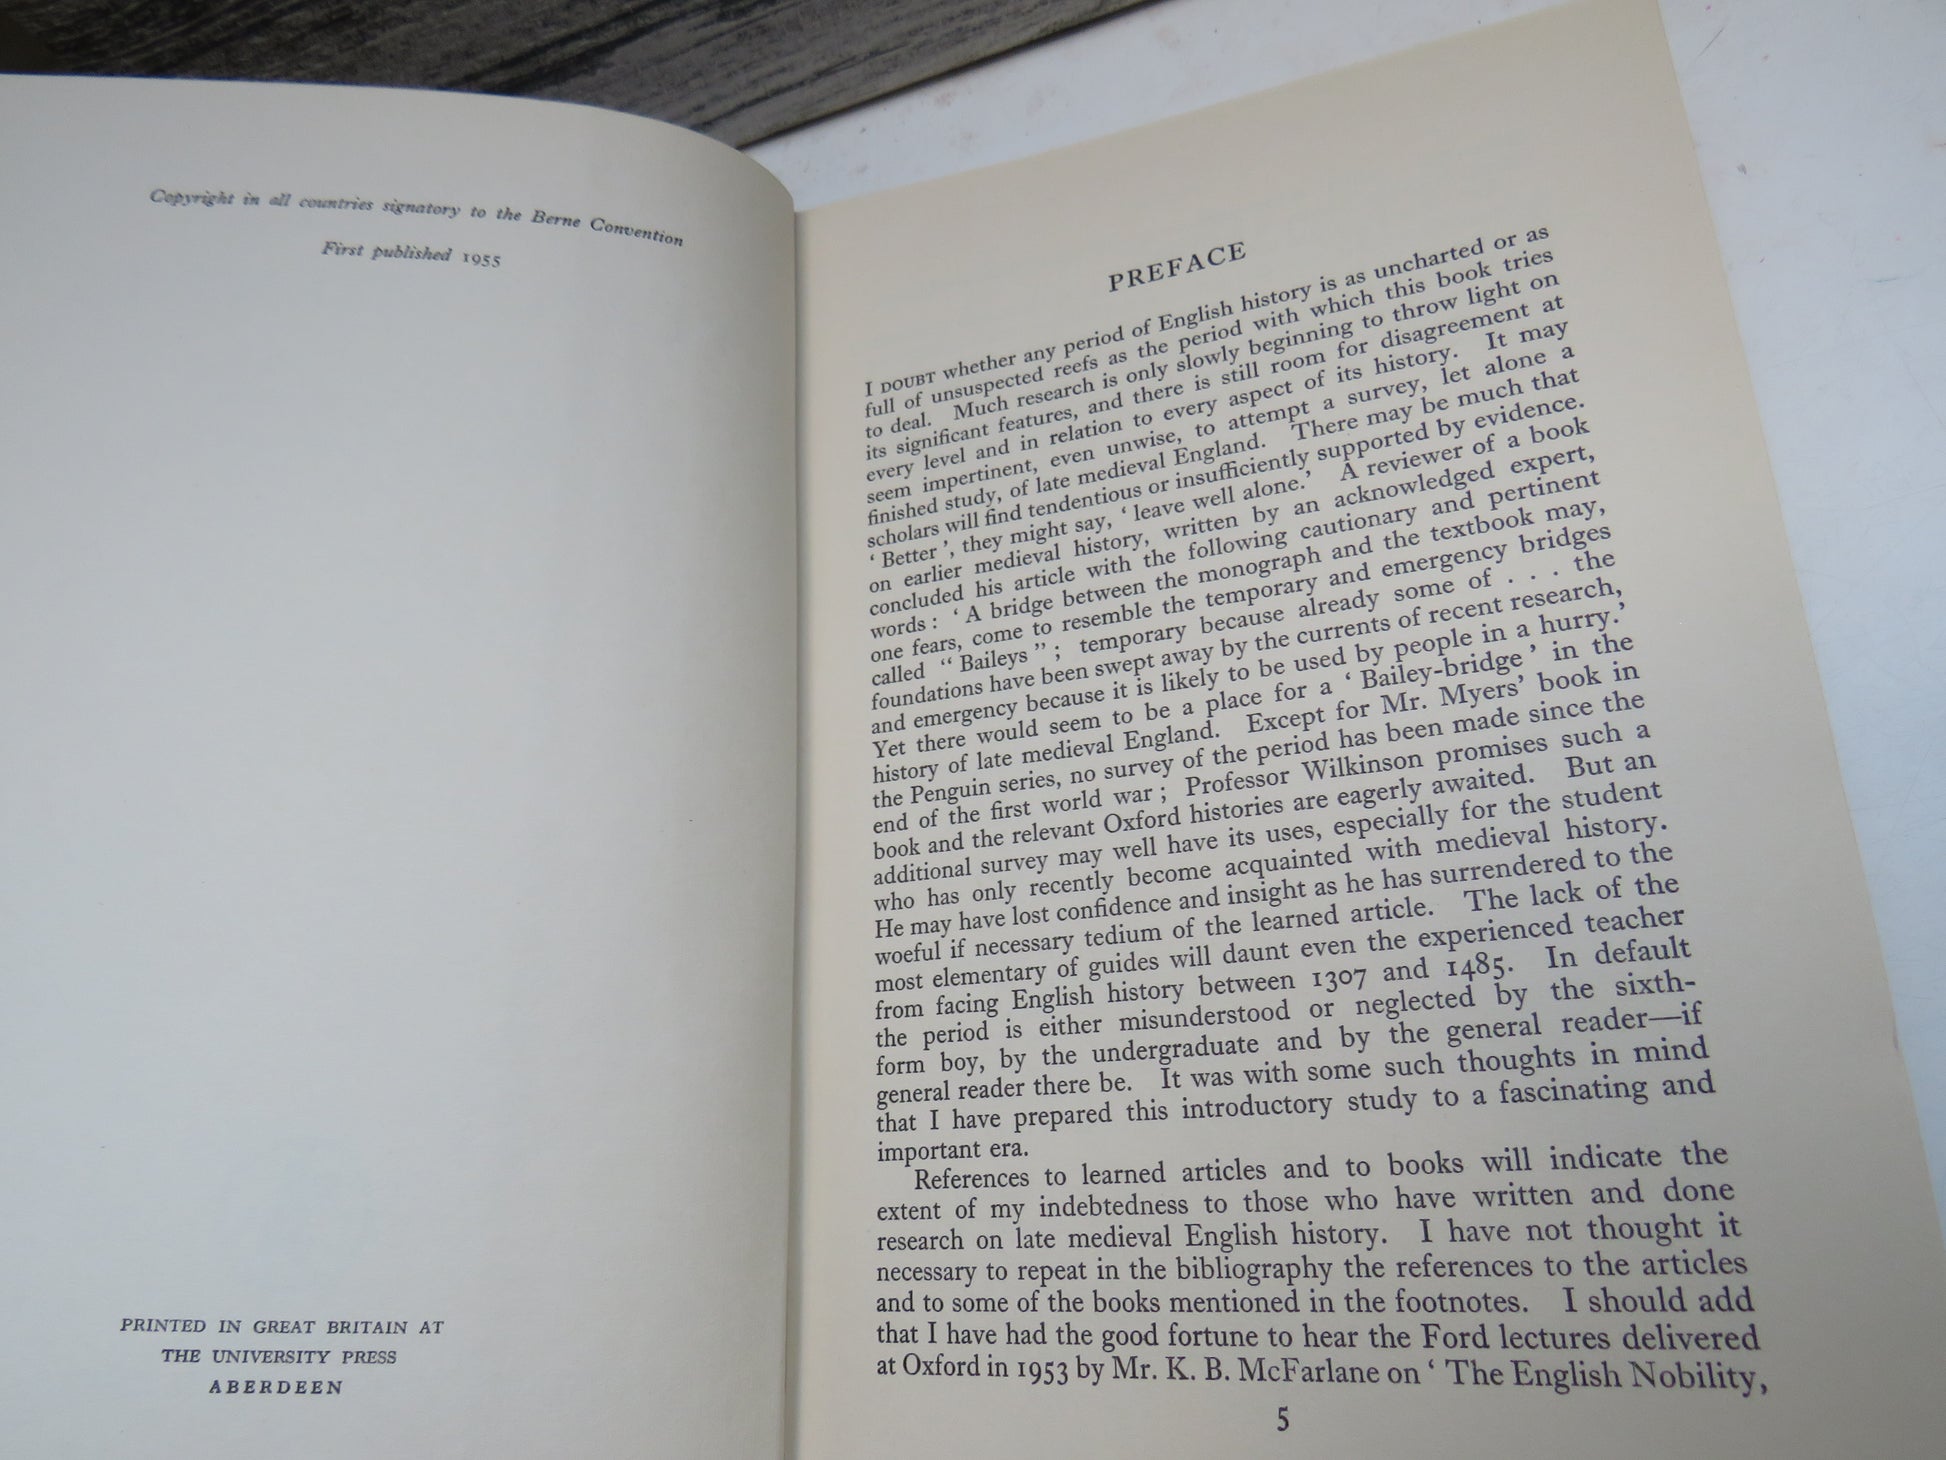 Copyright in all countries signatory to the Berne Convention
First published 1955
PRINTED IN GREAT BRITAIN AT
THE UNIVERSITY PRESS
ABERDEEN
PREFACE
I DOUBT whether any period of English history is as uncharted or as
full of unsuspected reefs as the period with which this book tries
to deal. Much research is only slowly beginning to throw light on
its significant features, and there is still room for disagreement at
every level and in relation to every aspect of its history. It may
seem impertinent, even unwise, to attempt a survey, let alone a
finished study, of late medieval England. There may be much that
scholars will find tendentious or insufficiently supported by evidence.
‘ Better ’, they might say, ‘ leave well alone.’ A reviewer of a book
on earlier medieval history, written by an acknowledged expert,
concluded his article with the following cautionary and pertinent
words : ‘ A bridge between the monograph and the textbook may,
one fears, come to resemble the temporary and emergency bridges
called “ Baileys ” ; temporary because already some of . . . the
foundations have been swept away by the currents of recent research,
and emergency because it is likely to be used by people in a hurry.’
Yet there would seem to be a place for a ‘ Bailey-bridge ’ in the
history of late medieval England. Except for Mr. Myers’ book in
the Penguin series, no survey of the period has been made since the
end of the first world war ; Professor Wilkinson promises such a
book and the relevant Oxford histories are eagerly awaited. But an
additional survey may well have its uses, especially for the student
who has only recently become acquainted with medieval history.
He may have lost confidence and insight as he has surrendered to the
woeful if necessary tedium of the learned article. The lack of the
most elementary of guides will daunt even the experienced teacher
from facing English history between 1307 and 1485. In default
the period is either misunderstood or neglected by the sixth-
form boy, by the undergraduate and by the general reader—if
general reader there be. It was with some such thoughts in mind
that I have prepared this introductory study to a fascinating and
important era.
References to learned articles and to books will indicate the
extent of my indebtedness to those who have written and done
research on late medieval English history. I have not thought it
necessary to repeat in the bibliography the references to the articles
and to some of the books mentioned in the footnotes. I should add
that I have had the good fortune to hear the Ford lectures delivered
at Oxford in 1953 by Mr. K. B. McFarlane on ‘ The English Nobility,
5